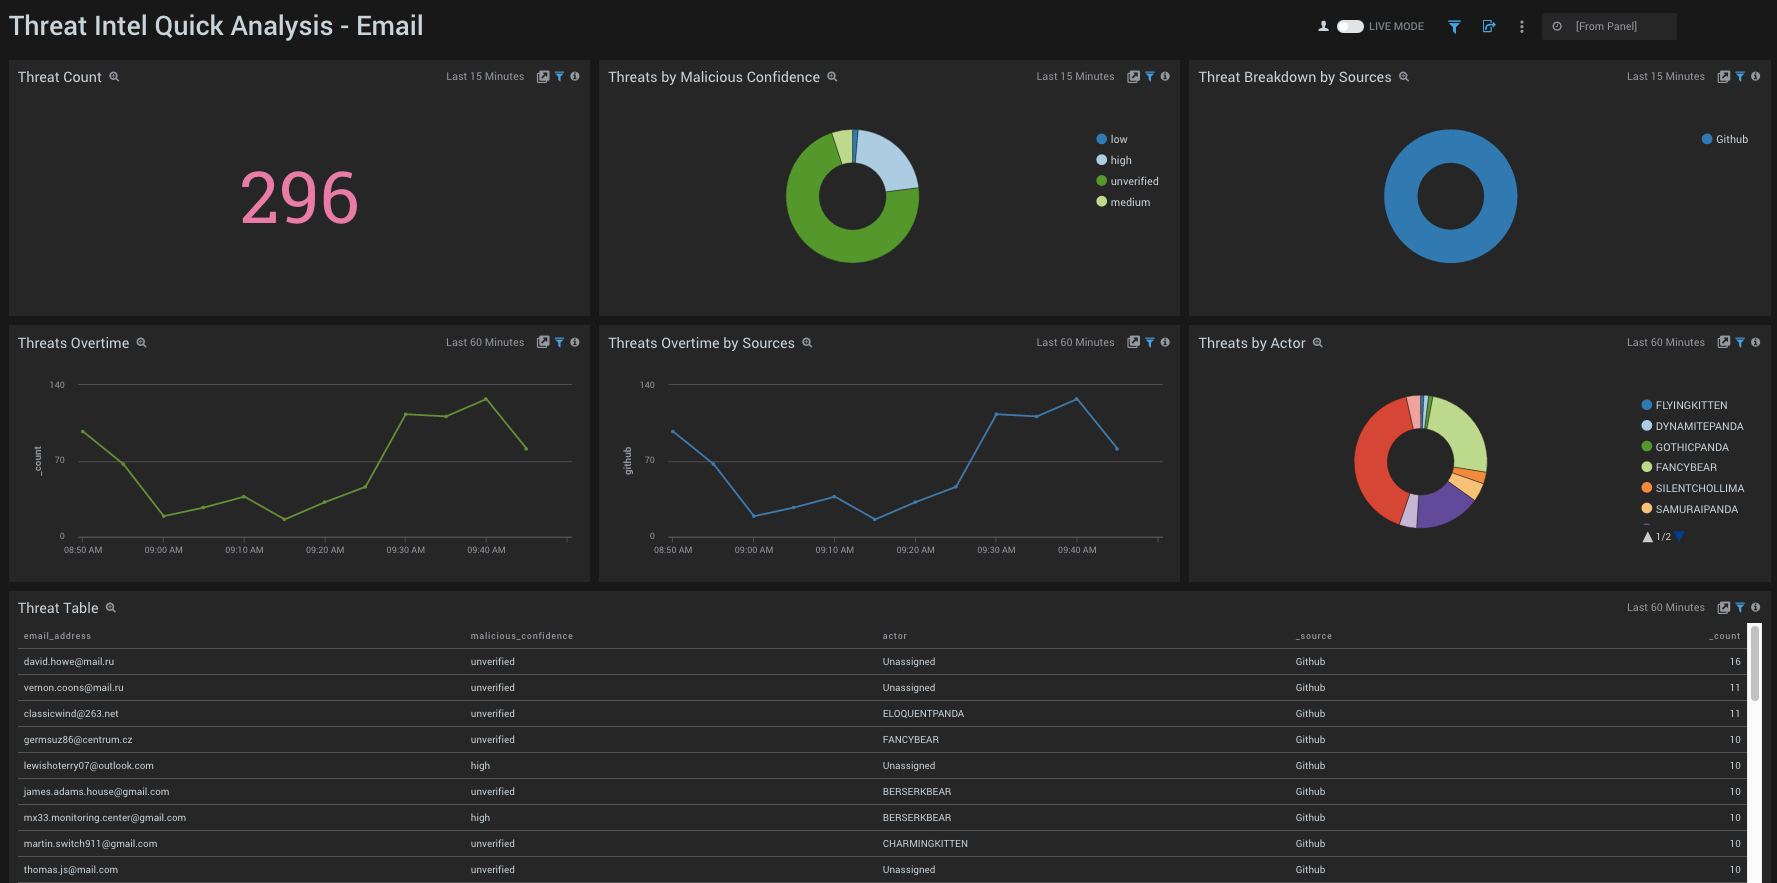 Threat Intel Quick Analysis - Email
LIVE MODE
[From Panel]
Threat Count
Last 15 Minutes
296
Threats by Malicious Confidence
Last 15 Minutes
low
high
unverified
medium
Threat Breakdown by Sources
Last 15 Minutes
Github
Threats Overtime
Last 60 Minutes
140
70
0
_count
08:50 AM 09:00 AM 09:10 AM 09:20 AM 09:30 AM 09:40 AM
Threats Overtime by Sources
Last 60 Minutes
140
70
0
github
08:50 AM 09:00 AM 09:10 AM 09:20 AM 09:30 AM 09:40 AM
Threats by Actor
Last 60 Minutes
FLYINGKITTEN
DYNAMITEPANDA
GOTHICPANDA
FANCYBEAR
SILENTCHOLLIMA
SAMURAIPANDA
1/2
Threat Table
Last 60 Minutes
email_address malicious_confidence actor _source _count
david.howe@mail.ru unverified Unassigned Github 16
vernon.coons@mail.ru unverified Unassigned Github 11
classicwind@263.net unverified ELOQUENTPANDA Github 11
germsuz86@centrum.cz unverified FANCYBEAR Github 10
lewishoterry07@outlook.com high Unassigned Github 10
james.adams.house@gmail.com unverified BERSERKBEAR Github 10
mx33.monitoring.center@gmail.com high BERSERKBEAR Github 10
martin.switch911@gmail.com unverified CHARMINGKITTEN Github 10
thomas.js@mail.com unverified Unassigned Github 10